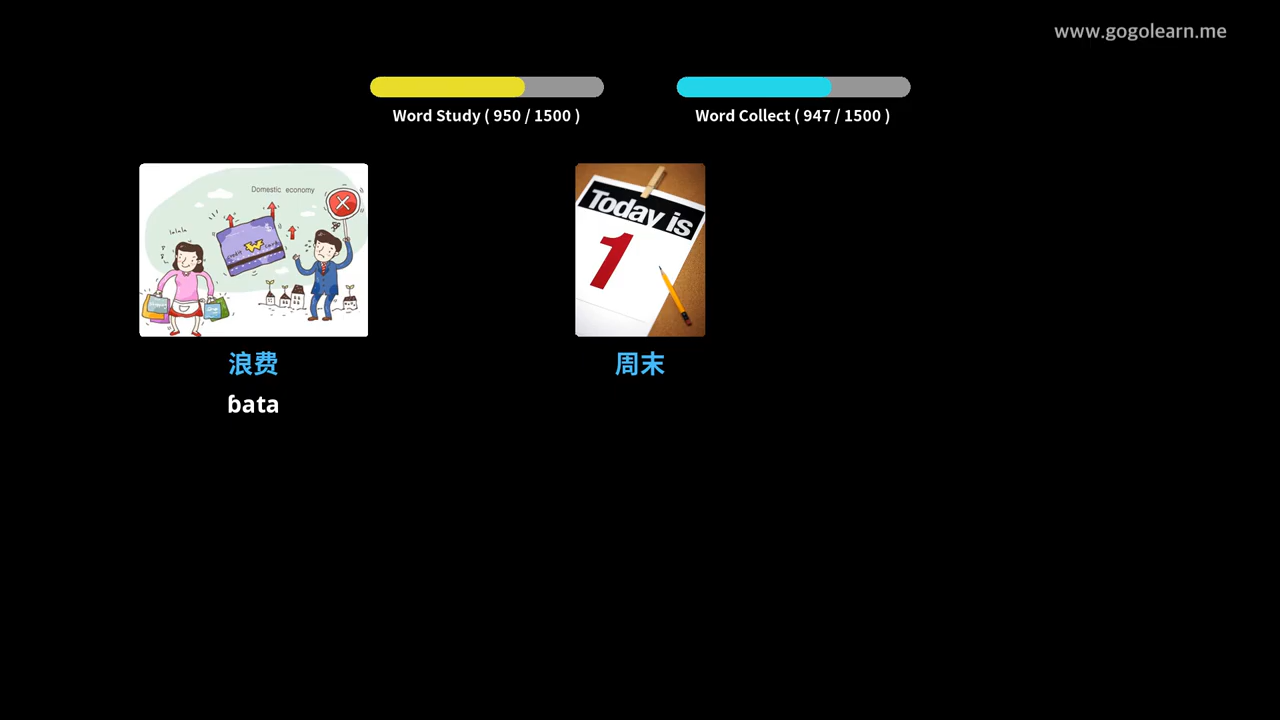 www.gogolearn.me
Word Study ( 950 / 1500 )
Word Collect ( 947 / 1500 )
Domestic economy
lalala
Today is
1
浪费
周末
ɓata